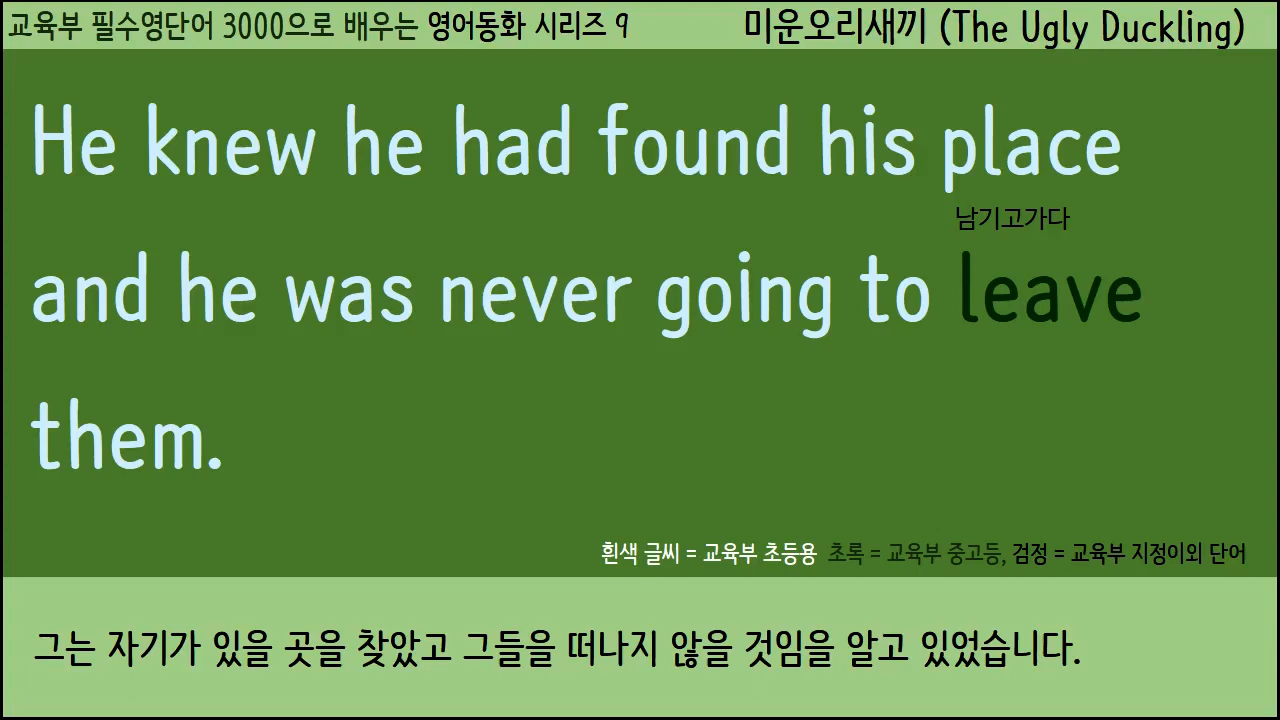 교육부 필수영단어 3000으로 배우는 영어동화 시리즈 9 미운오리새끼 (The Ugly Duckling)
He knew he had found his place
남기고가다
and he was never going to leave
them.
흰색 글씨 = 교육부 초등용 초록 = 교육부 중고등, 검정 = 교육부 지정이외 단어
그는 자기가 있을 곳을 찾았고 그들을 떠나지 않을 것임을 알고 있었습니다.